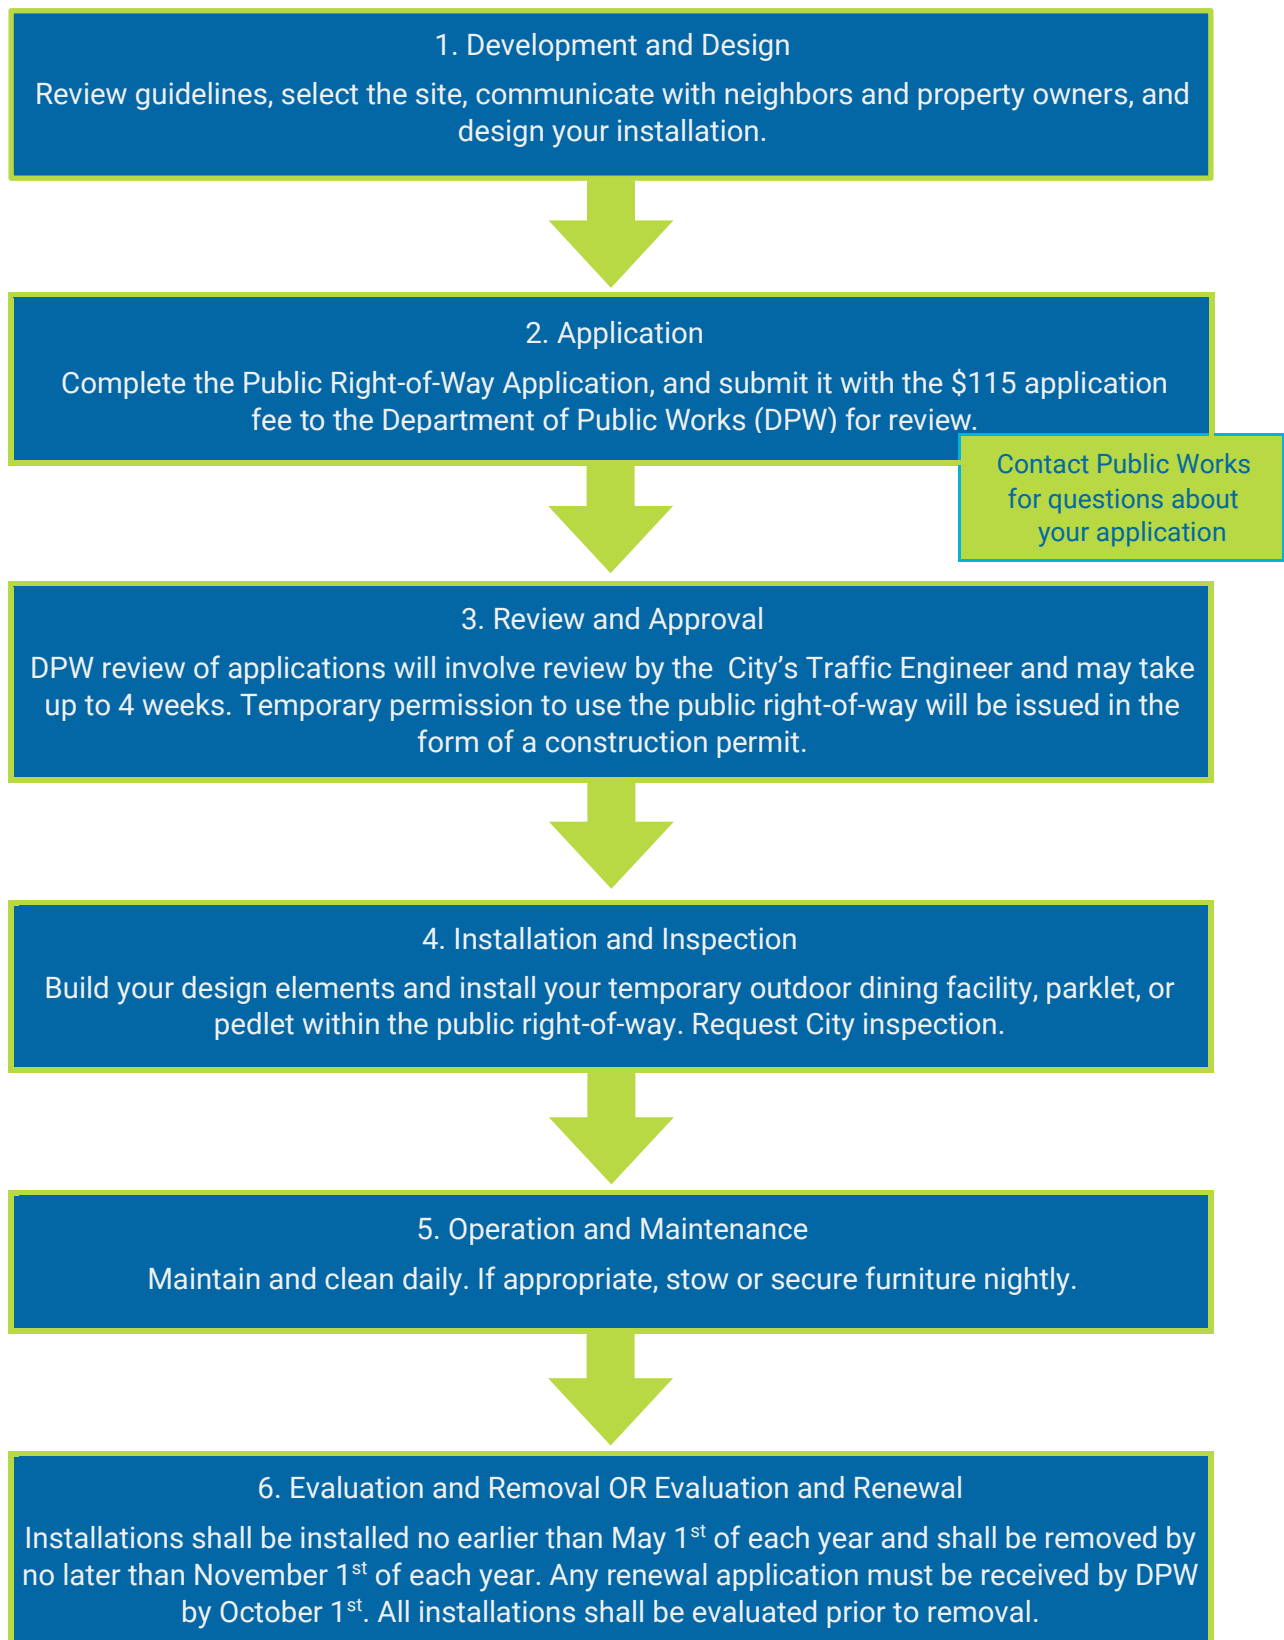 1. Development and Design
Review guidelines, select the site, communicate with neighbors and property owners, and
design your installation.
2. Application
Complete the Public Right-of-Way Application, and submit it with the $115 application
fee to the Department of Public Works (DPW) for review.
Contact Public Works
for questions about
your application
3. Review and Approval
DPW review of applications will involve review by the City’s Traffic Engineer and may take
up to 4 weeks. Temporary permission to use the public right-of-way will be issued in the
form of a construction permit.
4. Installation and Inspection
Build your design elements and install your temporary outdoor dining facility, parklet, or
pedlet within the public right-of-way. Request City inspection.
5. Operation and Maintenance
Maintain and clean daily. If appropriate, stow or secure furniture nightly.
6. Evaluation and Removal OR Evaluation and Renewal
Installations shall be installed no earlier than May 1st of each year and shall be removed by
no later than November 1st of each year. Any renewal application must be received by DPW
by October 1st. All installations shall be evaluated prior to removal.